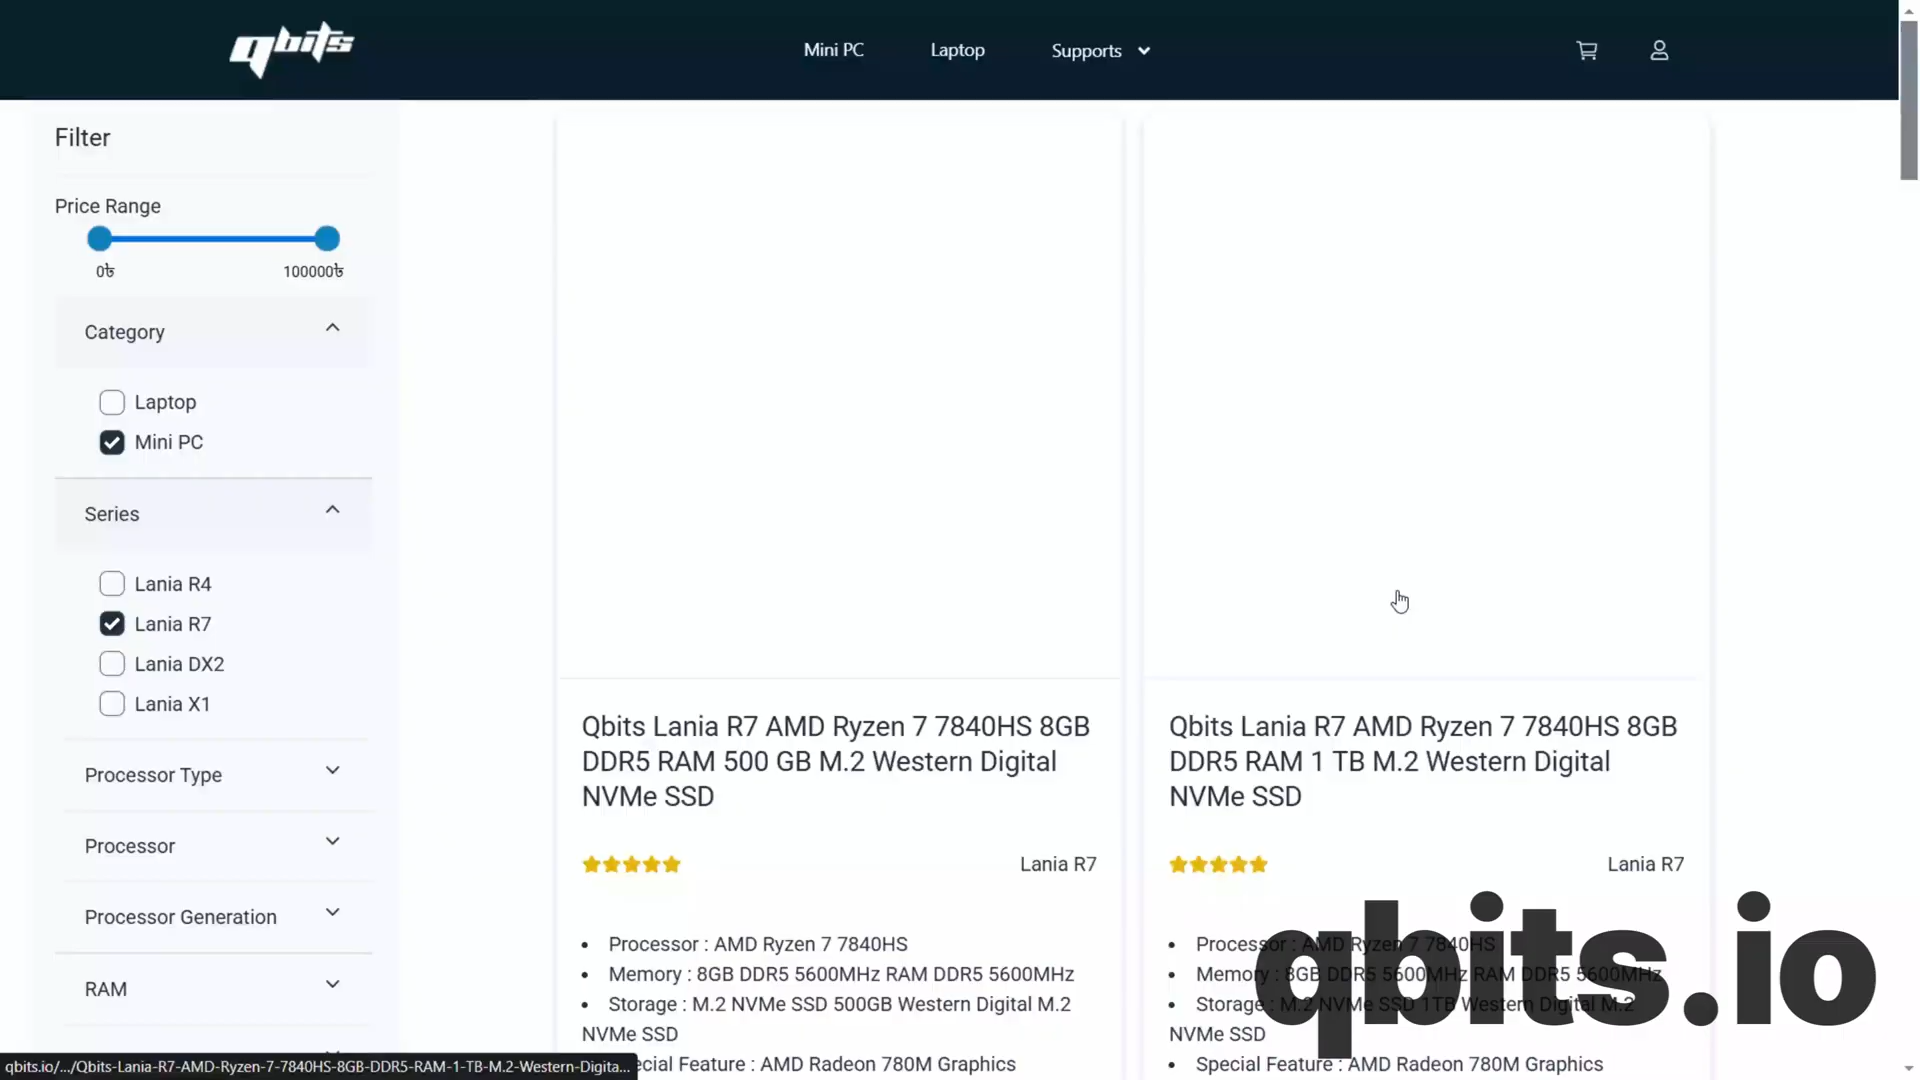 qbits
Mini PC
Laptop
Supports
Filter
Price Range
0৳
100000৳
Category
Laptop
Mini PC
Series
Lania R4
Lania R7
Lania DX2
Lania X1
Processor Type
Processor
Processor Generation
RAM
Qbits Lania R7 AMD Ryzen 7 7840HS 8GB
DDR5 RAM 500 GB M.2 Western Digital
NVMe SSD
Lania R7
• Processor : AMD Ryzen 7 7840HS
• Memory : 8GB DDR5 5600MHz RAM DDR5 5600MHz
• Storage : M.2 NVMe SSD 500GB Western Digital M.2
NVMe SSD
ecial Feature : AMD Radeon 780M Graphics
Qbits Lania R7 AMD Ryzen 7 7840HS 8GB
DDR5 RAM 1 TB M.2 Western Digital
NVMe SSD
Lania R7
• Processor : AMD Ryzen 7 7840HS
• Memory : 8GB DDR5 5600MHz RAM DDR5 5600MHz
• Storage : M.2 NVMe SSD 1TB Western Digital M.2
NVMe SSD
• Special Feature : AMD Radeon 780M Graphics
qbits.io
qbits.io/.../Qbits-Lania-R7-AMD-Ryzen-7-7840HS-8GB-DDR5-RAM-1-TB-M.2-Western-Digita...